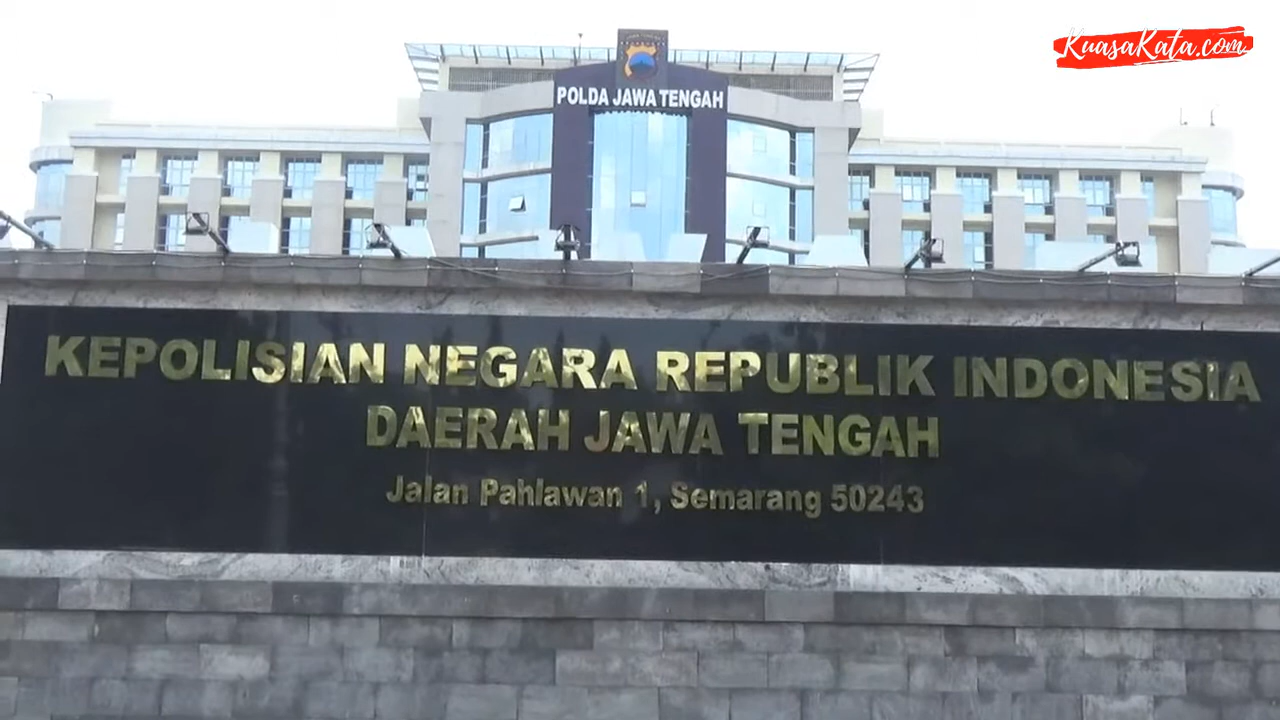 KuasaKata.com
POLDA JAWA TENGAH
KEPOLISIAN NEGARA REPUBLIK INDONESIA
DAERAH JAWA TENGAH
Jalan Pahlawan 1, Semarang 50243